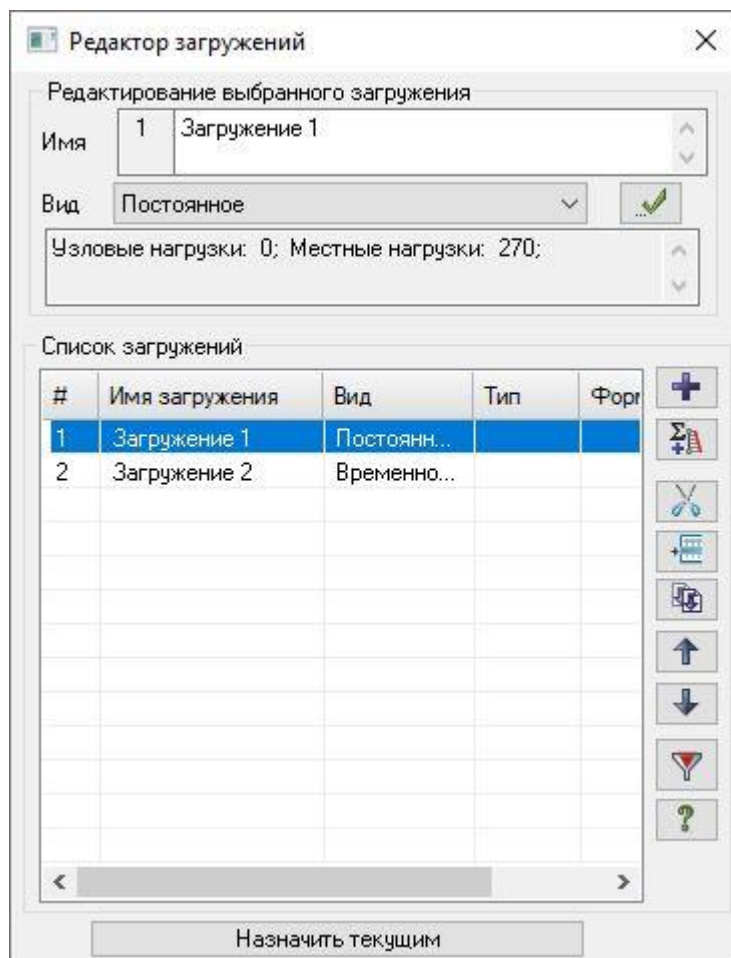 Редактор загружений
Редактирование выбранного загружения
Имя 1 Загружение 1
Вид Постоянное
Узловые нагрузки: 0; Местные нагрузки: 270;
Список загружений
# Имя загружения Вид Тип Форм
1 Загружение 1 Постоянн...
2 Загружение 2 Временно...
Назначить текущим